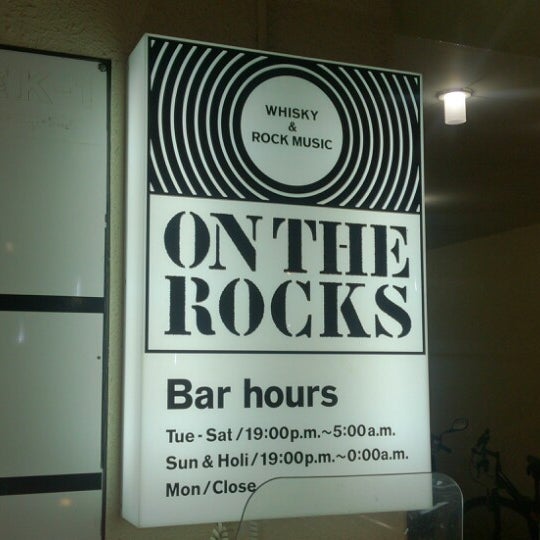 WHISKY
&
ROCK MUSIC
ON THE
ROCKS
Bar hours
Tue - Sat / 19:00p.m.~5:00a.m.
Sun & Holi / 19:00p.m.~0:00a.m.
Mon / Close